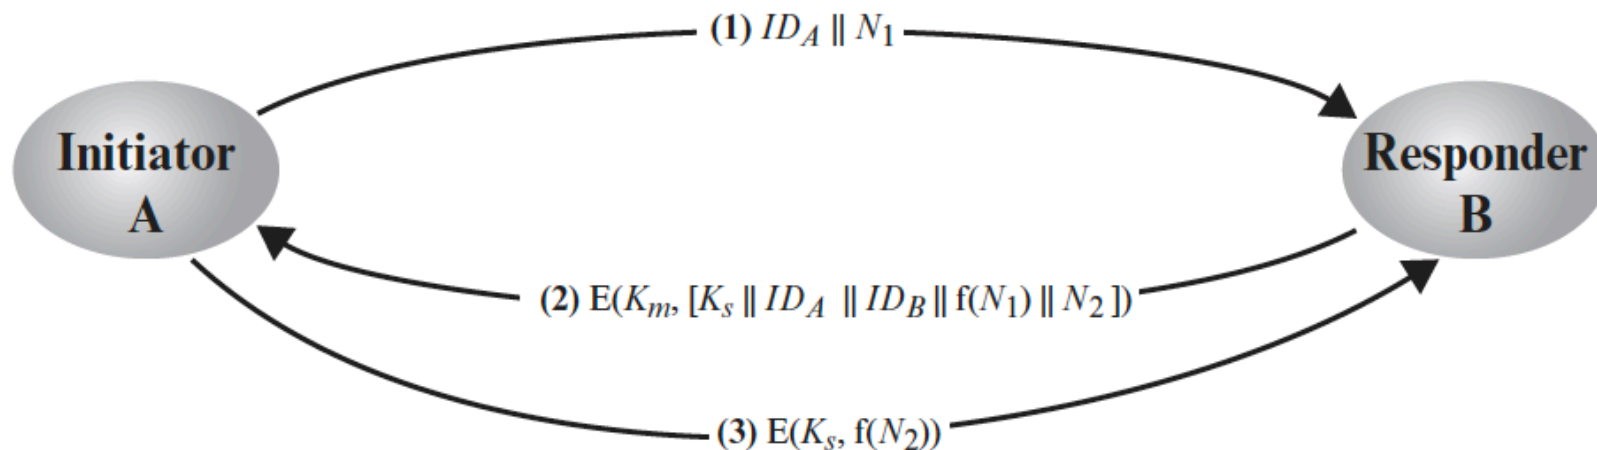 (1) ID_A || N_1
Initiator
A
Responder
B
(2) E(K_m, [K_s || ID_A || ID_B || f(N_1) || N_2])
(3) E(K_s, f(N_2))